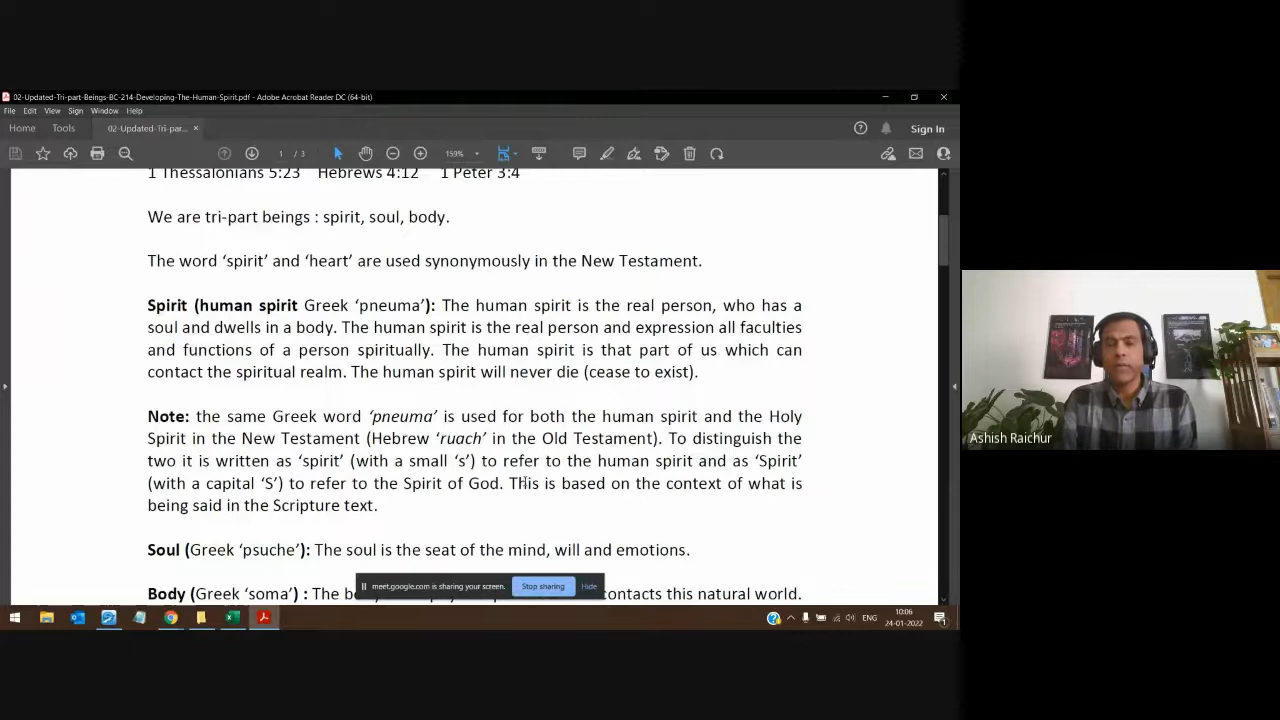 02-Updated-Tri-part-Beings-BC-214-Developing-The-Human-Spirit.pdf - Adobe Acrobat Reader DC (64-bit)
File Edit View Sign Window Help
Home Tools 02-Updated-Tri-par... × Sign In
1 / 3 159%
1 Thessalonians 5:23 Hebrews 4:12 1 Peter 3:4
We are tri-part beings : spirit, soul, body.
The word ‘spirit’ and ‘heart’ are used synonymously in the New Testament.
Spirit (human spirit Greek ‘pneuma’): The human spirit is the real person, who has a
soul and dwells in a body. The human spirit is the real person and expression all faculties
and functions of a person spiritually. The human spirit is that part of us which can
contact the spiritual realm. The human spirit will never die (cease to exist).
Note: the same Greek word ‘pneuma’ is used for both the human spirit and the Holy
Spirit in the New Testament (Hebrew ‘ruach’ in the Old Testament). To distinguish the
two it is written as ‘spirit’ (with a small ‘s’) to refer to the human spirit and as ‘Spirit’
(with a capital ‘S’) to refer to the Spirit of God. This is based on the context of what is
being said in the Scripture text.
Soul (Greek ‘psuche’): The soul is the seat of the mind, will and emotions.
Body (Greek ‘soma’) : The contacts this natural world.
meet.google.com is sharing your screen. Stop sharing Hide
ENG 10:06
24-01-2022
Ashish Raichur